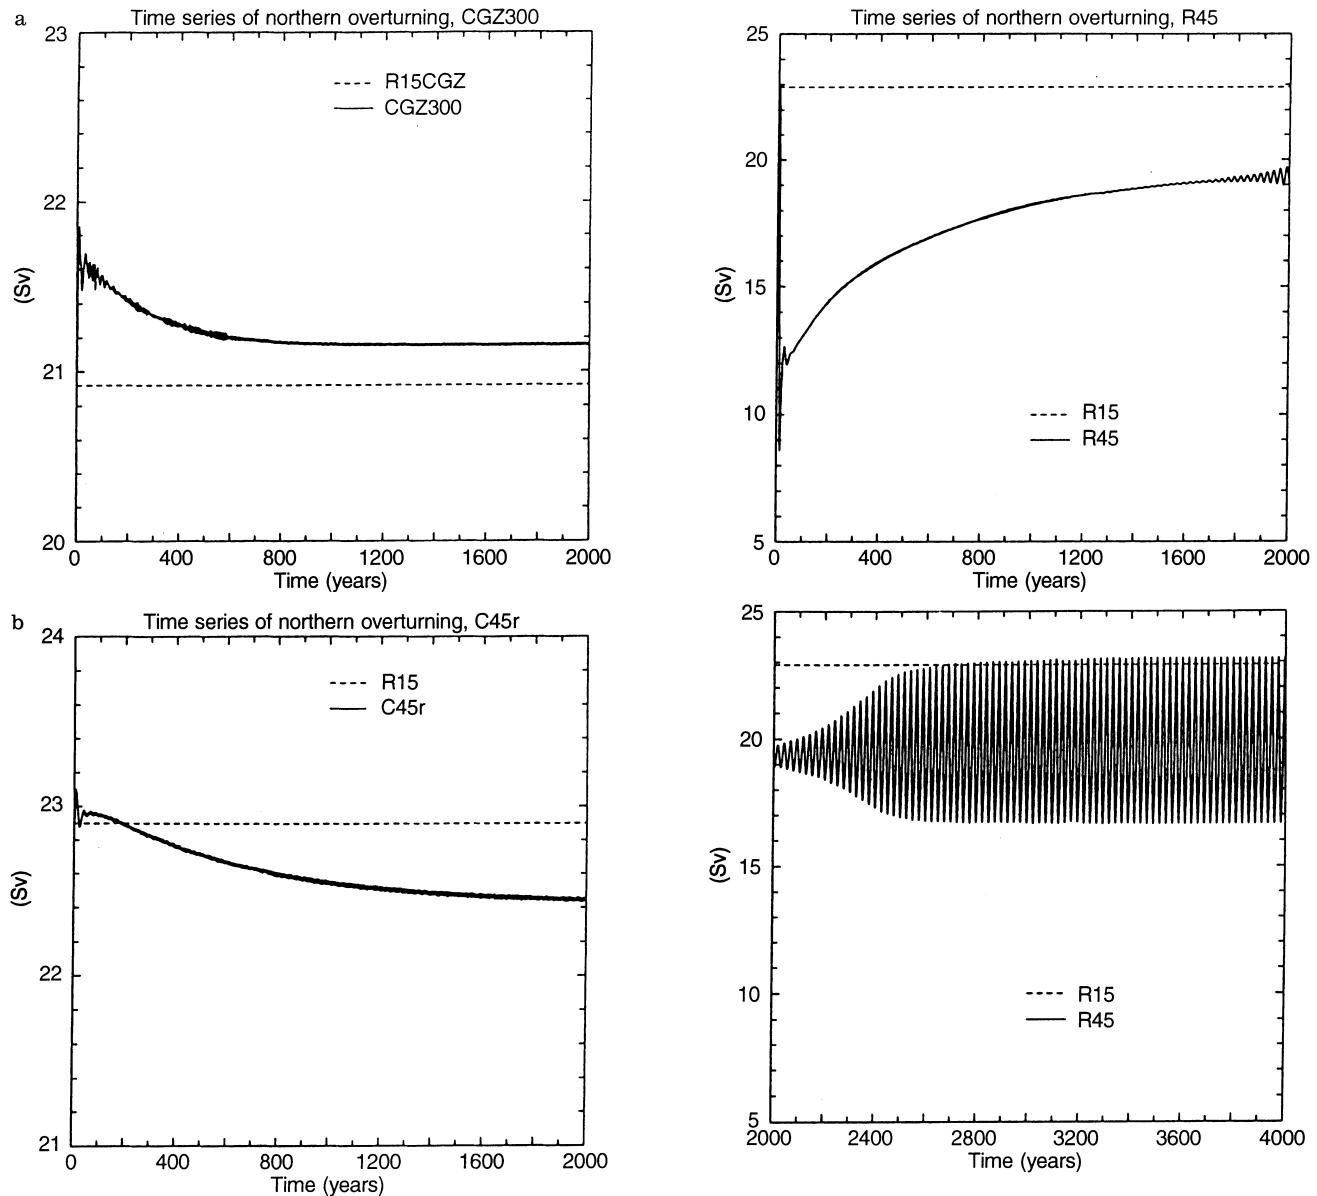 a
Time series of northern overturning, CGZ300
23
22
21
20
(Sv)
R15CGZ
CGZ300
0 400 800 1200 1600 2000
Time (years)
Time series of northern overturning, R45
25
20
15
10
5
(Sv)
R15
R45
0 400 800 1200 1600 2000
Time (years)
b
Time series of northern overturning, C45r
24
23
22
21
(Sv)
R15
C45r
0 400 800 1200 1600 2000
Time (years)
25
20
15
10
5
(Sv)
R15
R45
2000 2400 2800 3200 3600 4000
Time (years)